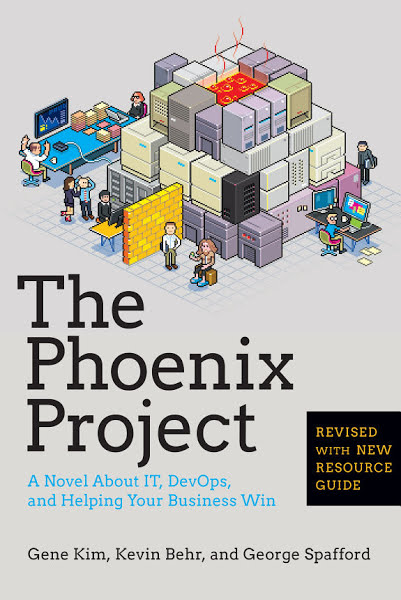 The
Phoenix
Project
REVISED
WITH NEW
RESOURCE
GUIDE
A Novel About IT, DevOps,
and Helping Your Business Win
Gene Kim, Kevin Behr, and George Spafford